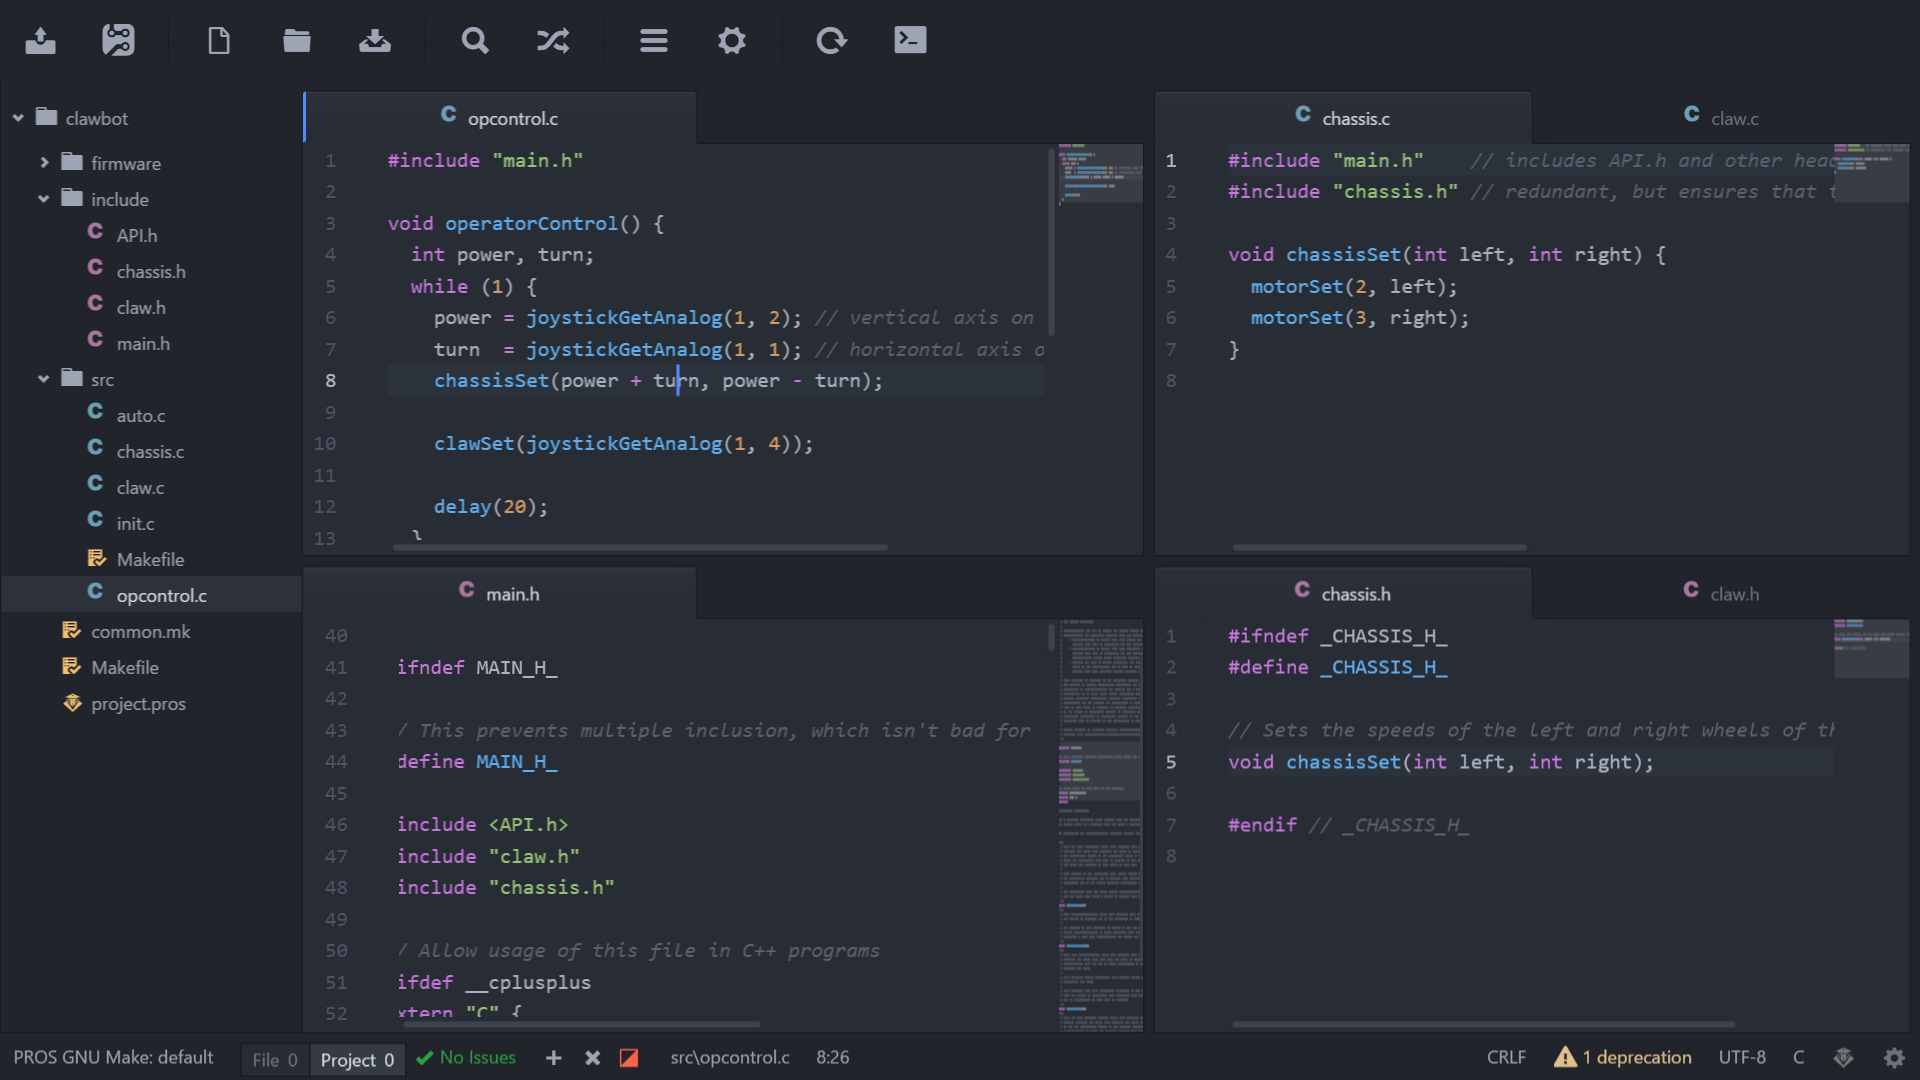 clawbot
firmware
include
API.h
chassis.h
claw.h
main.h
src
auto.c
chassis.c
claw.c
init.c
Makefile
opcontrol.c
common.mk
Makefile
project.pros
opcontrol.c
1 #include "main.h"
2
3 void operatorControl() {
4 int power, turn;
5 while (1) {
6 power = joystickGetAnalog(1, 2); // vertical axis on
7 turn  = joystickGetAnalog(1, 1); // horizontal axis o
8 chassisSet(power + turn, power - turn);
9
10 clawSet(joystickGetAnalog(1, 4));
11
12 delay(20);
13 }
chassis.c
claw.c
1 #include "main.h"    // includes API.h and other head
2 #include "chassis.h" // redundant, but ensures that t
3
4 void chassisSet(int left, int right) {
5 motorSet(2, left);
6 motorSet(3, right);
7 }
8
main.h
40
41 ifndef MAIN_H_
42
43 / This prevents multiple inclusion, which isn't bad for
44 define MAIN_H_
45
46 include <API.h>
47 include "claw.h"
48 include "chassis.h"
49
50 / Allow usage of this file in C++ programs
51 ifdef __cplusplus
52 xtern "C" {
chassis.h
claw.h
1 #ifndef _CHASSIS_H_
2 #define _CHASSIS_H_
3
4 // Sets the speeds of the left and right wheels of th
5 void chassisSet(int left, int right);
6
7 #endif // _CHASSIS_H_
8
PROS GNU Make: default File 0 Project 0 No Issues src\opcontrol.c 8:26 CRLF 1 deprecation UTF-8 C